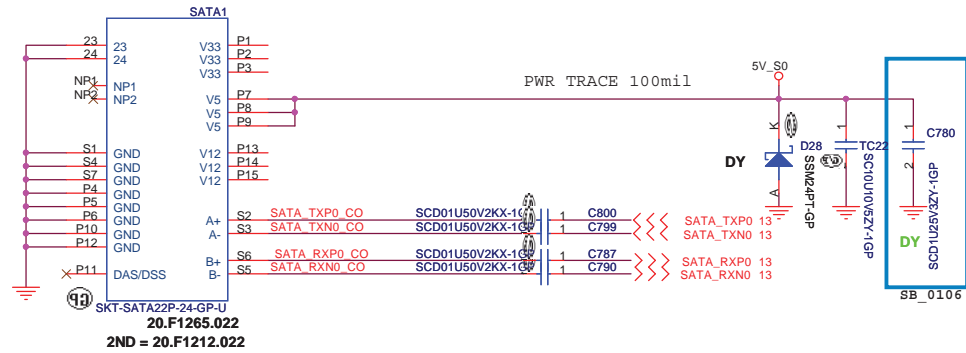 SATA1
23 23
24 24
NP1 NP1
NP2 NP2
S1 GND
S4 GND
S7 GND
P4 GND
P5 GND
P6 GND
P10 GND
P12 GND
P11 DAS/DSS
V33 P1
V33 P2
V33 P3
V5 P7
V5 P8
V5 P9
V12 P13
V12 P14
V12 P15
A+ S2 SATA_TXP0_CO SCD01U50V2KX-1GP 1 C800 SATA_TXP0 13
A- S3 SATA_TXN0_CO 1 C799 SATA_TXN0 13
B+ S6 SATA_RXP0_CO SCD01U50V2KX-1GP 1 C787 SATA_RXP0 13
B- S5 SATA_RXN0_CO SCD01U50V2KX-1GP 1 C790 SATA_RXN0 13
GP
SKT-SATA22P-24-GP-U
20.F1265.022
2ND = 20.F1212.022
PWR TRACE 100mil
5V_S0
K
A
DY
D28
SSM24PT-GP
1
2
TC22
SC10U10V5ZY-1GP
1
2
C780
SCD1U25V3ZY-1GP
DY
SB_0106